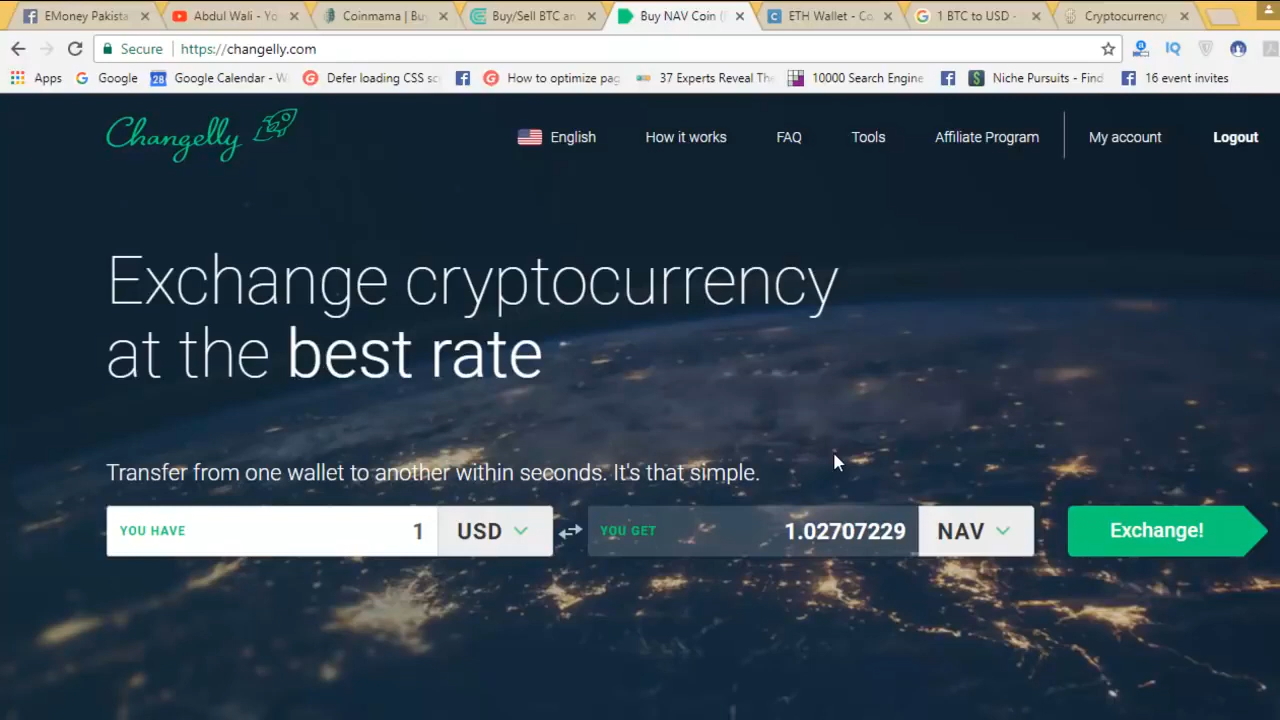 EMoney Pakista
Abdul Wali - Yo
Coinmama | Bu
Buy/Sell BTC an
Buy NAV Coin (
ETH Wallet - Co
1 BTC to USD -
Cryptocurrency
Secure
https://changelly.com
IQ
Apps
Google
28
Google Calendar - W
Defer loading CSS sc
How to optimize pag
37 Experts Reveal The
10000 Search Engine
Niche Pursuits - Find
16 event invites
Changelly
English
How it works
FAQ
Tools
Affiliate Program
My account
Logout
Exchange cryptocurrency
at the best rate
Transfer from one wallet to another within seconds. It's that simple.
YOU HAVE
1
USD
YOU GET
1.02707229
NAV
Exchange!